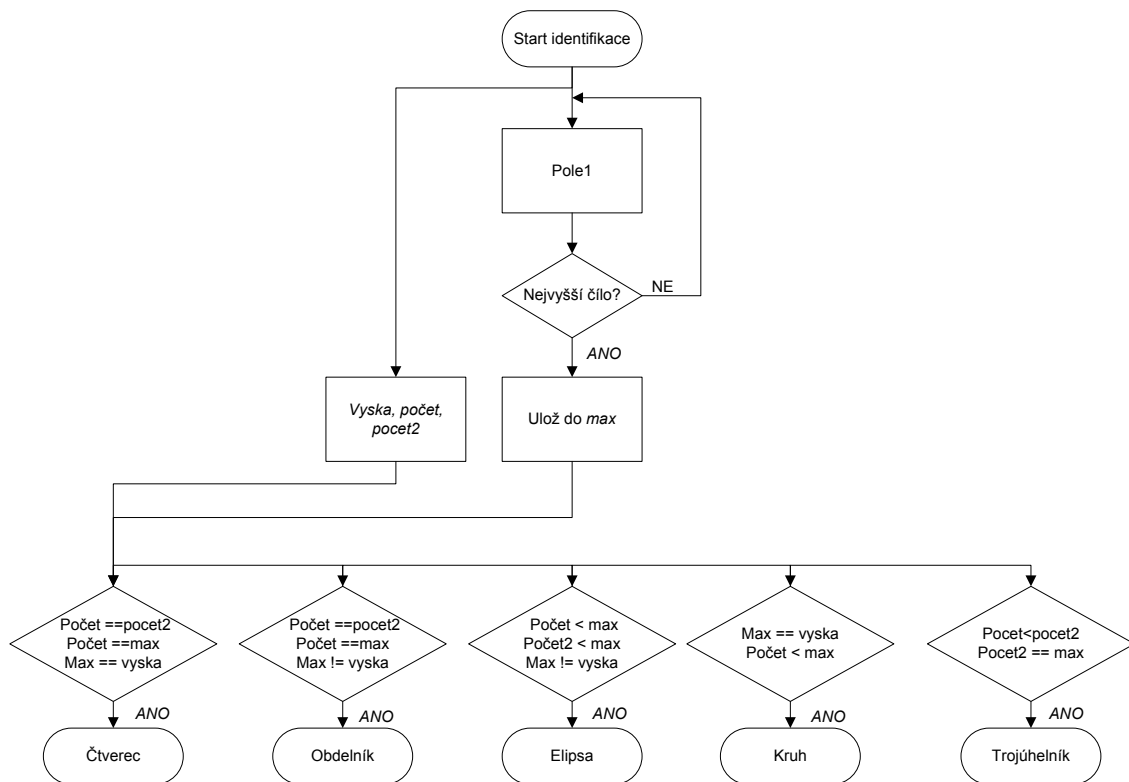 Start identifikace
Pole1
Nejvyšší čílo?
NE
ANO
Vyska, počet,
pocet2
Ulož do max
Počet ==pocet2
Počet ==max
Max == vyska
Počet ==pocet2
Počet ==max
Max != vyska
Počet < max
Počet2 < max
Max != vyska
Max == vyska
Počet < max
Pocet<pocet2
Pocet2 == max
ANO
ANO
ANO
ANO
ANO
Čtverec
Obdelník
Elipsa
Kruh
Trojúhelník